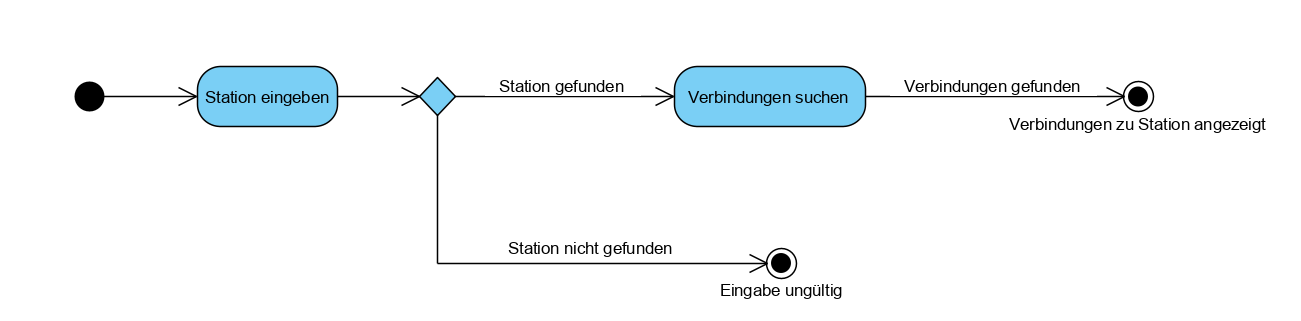 Station eingeben
Station gefunden
Verbindungen suchen
Verbindungen gefunden
Verbindungen zu Station angezeigt
Station nicht gefunden
Eingabe ungültig